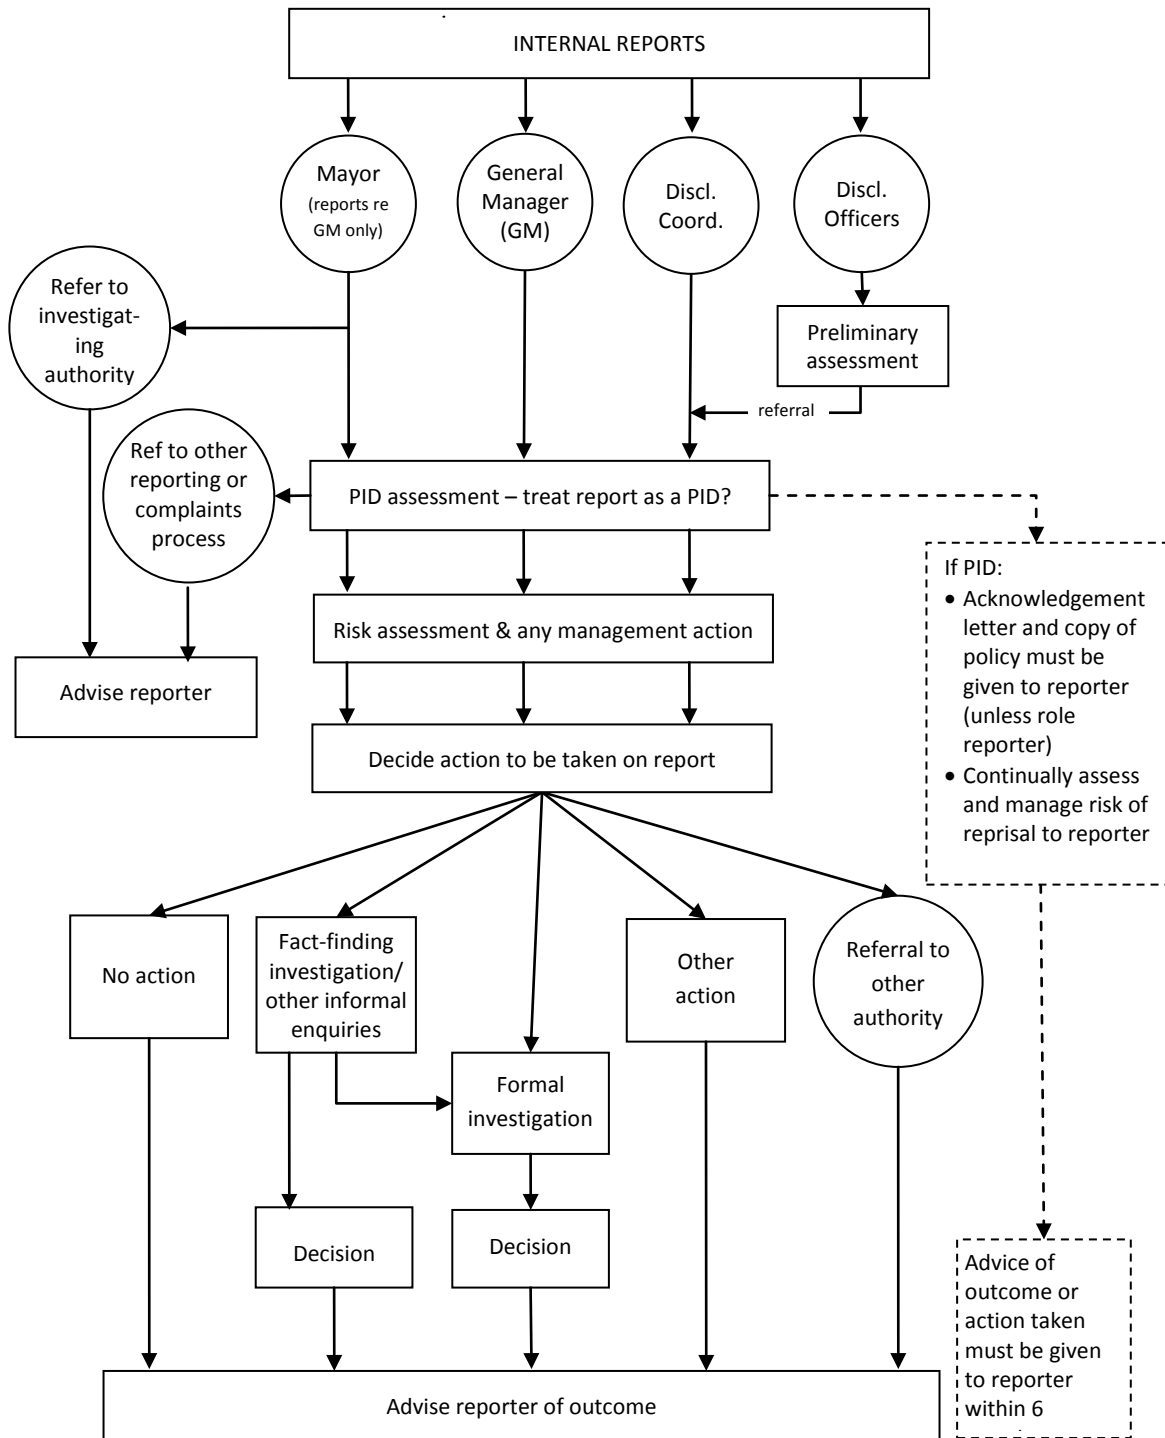 INTERNAL REPORTS
Mayor
(reports re
GM only)
General
Manager
(GM)
Discl.
Coord.
Discl.
Officers
Refer to
investigat-
ing
authority
Preliminary
assessment
referral
Ref to other
reporting or
complaints
process
PID assessment – treat report as a PID?
If PID:
• Acknowledgement
letter and copy of
policy must be
given to reporter
(unless role
reporter)
• Continually assess
and manage risk of
of reprisal to reporter
Risk assessment & any management action
Advise reporter
Decide action to be taken on report
No action
Fact-finding
investigation/
other informal
enquiries
Other
action
Referral to
other
authority
Formal
investigation
Decision
Decision
Advice of
outcome or
action taken
must be given
to reporter
within 6
Advise reporter of outcome